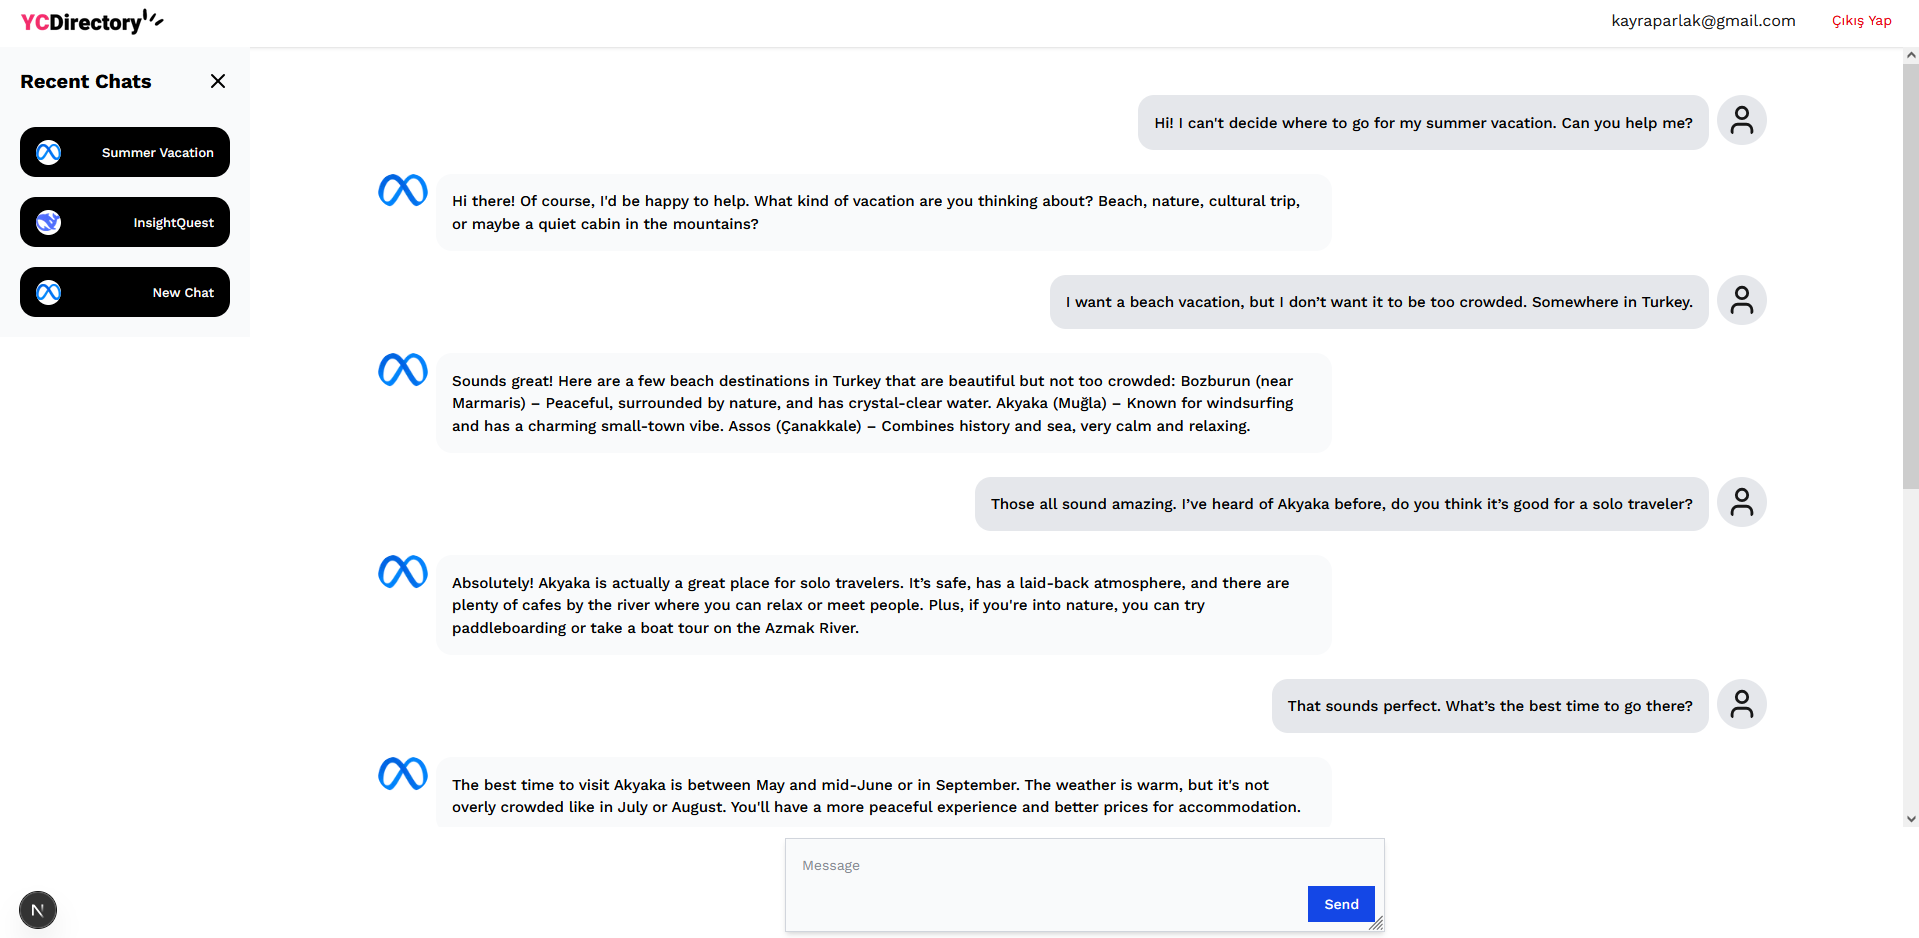 YCDirectory
kayraparlak@gmail.com
Çıkış Yap
Recent Chats
Summer Vacation
InsightQuest
New Chat
Hi! I can't decide where to go for my summer vacation. Can you help me?
Hi there! Of course, I'd be happy to help. What kind of vacation are you thinking about? Beach, nature, cultural trip,
or maybe a quiet cabin in the mountains?
I want a beach vacation, but I don’t want it to be too crowded. Somewhere in Turkey.
Sounds great! Here are a few beach destinations in Turkey that are beautiful but not too crowded: Bozburun (near
Marmaris) – Peaceful, surrounded by nature, and has crystal-clear water. Akyaka (Muğla) – Known for windsurfing
and has a charming small-town vibe. Assos (Çanakkale) – Combines history and sea, very calm and relaxing.
Those all sound amazing. I’ve heard of Akyaka before, do you think it’s good for a solo traveler?
Absolutely! Akyaka is actually a great place for solo travelers. It’s safe, has a laid-back atmosphere, and there are
plenty of cafes by the river where you can relax or meet people. Plus, if you're into nature, you can try
paddleboarding or take a boat tour on the Azmak River.
That sounds perfect. What’s the best time to go there?
The best time to visit Akyaka is between May and mid-June or in September. The weather is warm, but it's not
overly crowded like in July or August. You'll have a more peaceful experience and better prices for accommodation.
Message
Send
N